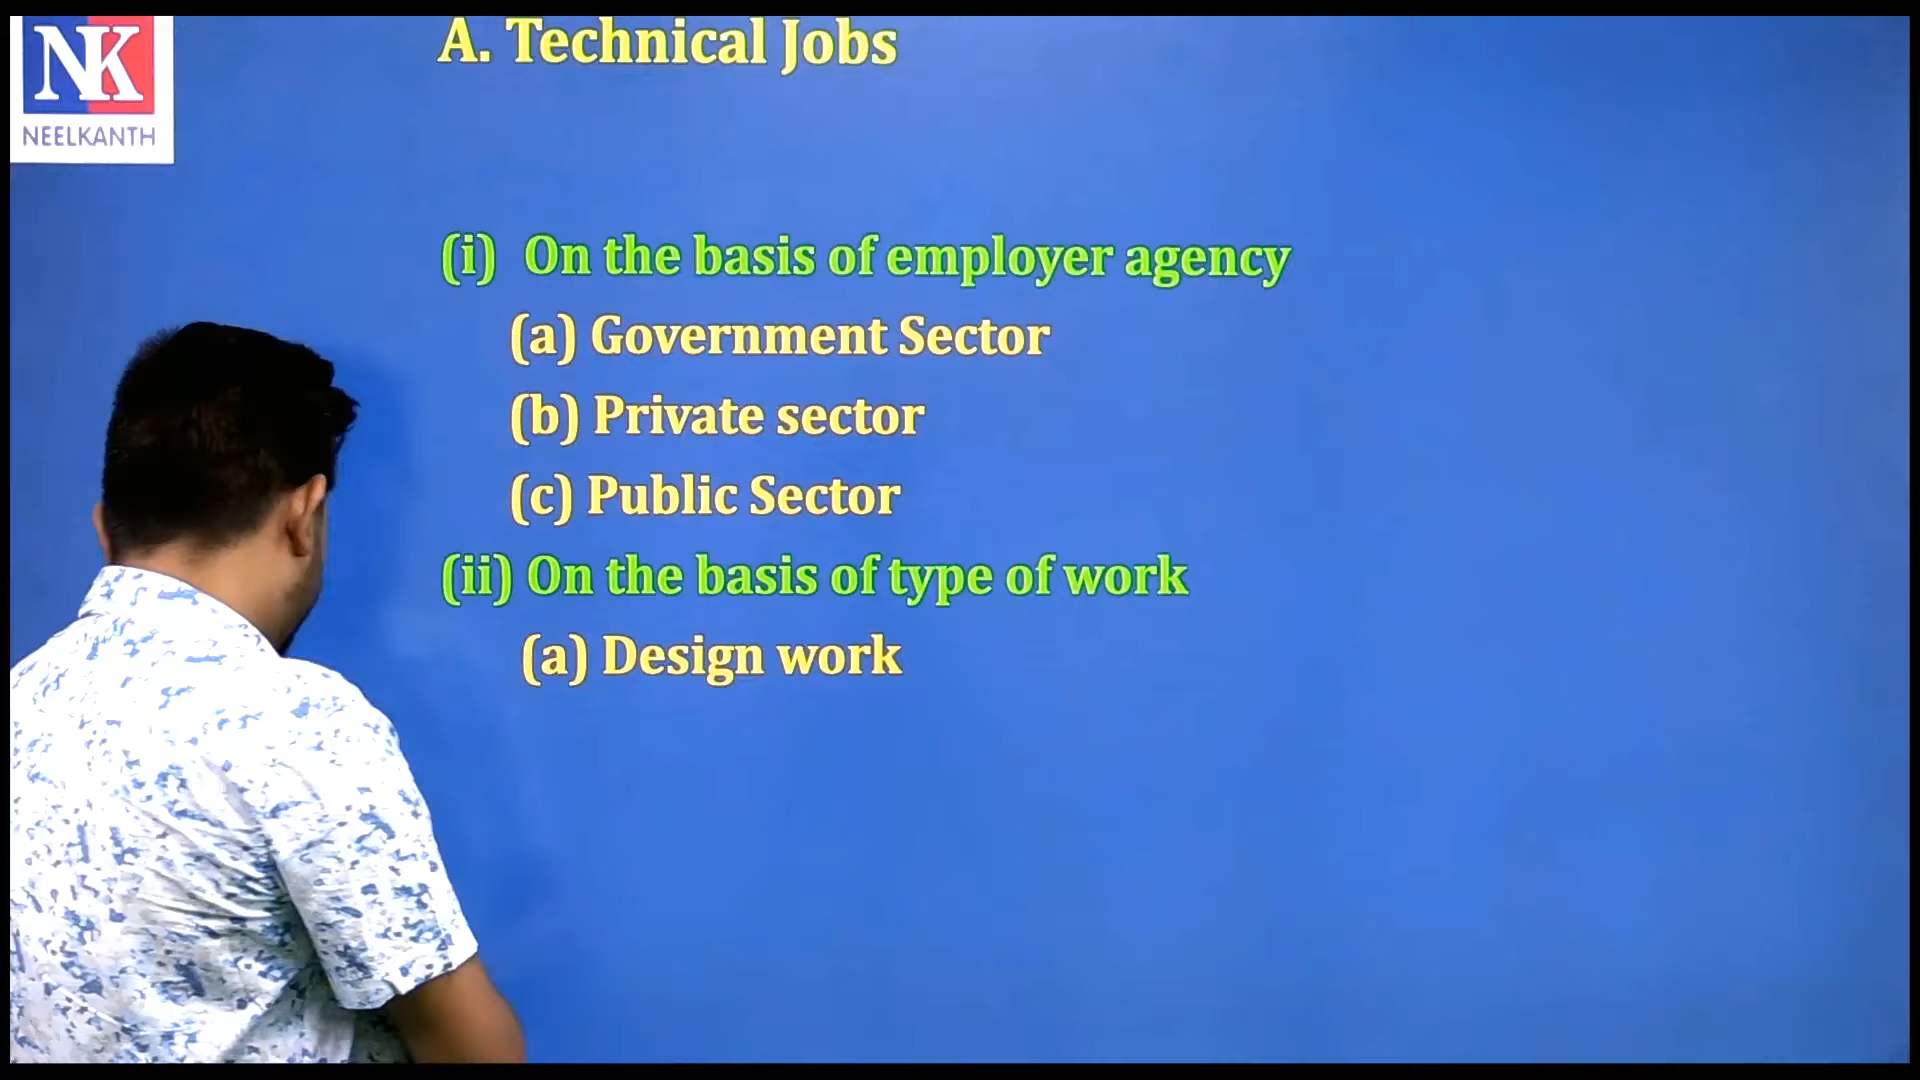 NK
NEELKANTH
A. Technical Jobs
(i) On the basis of employer agency
(a) Government Sector
(b) Private sector
(c) Public Sector
(ii) On the basis of type of work
(a) Design work